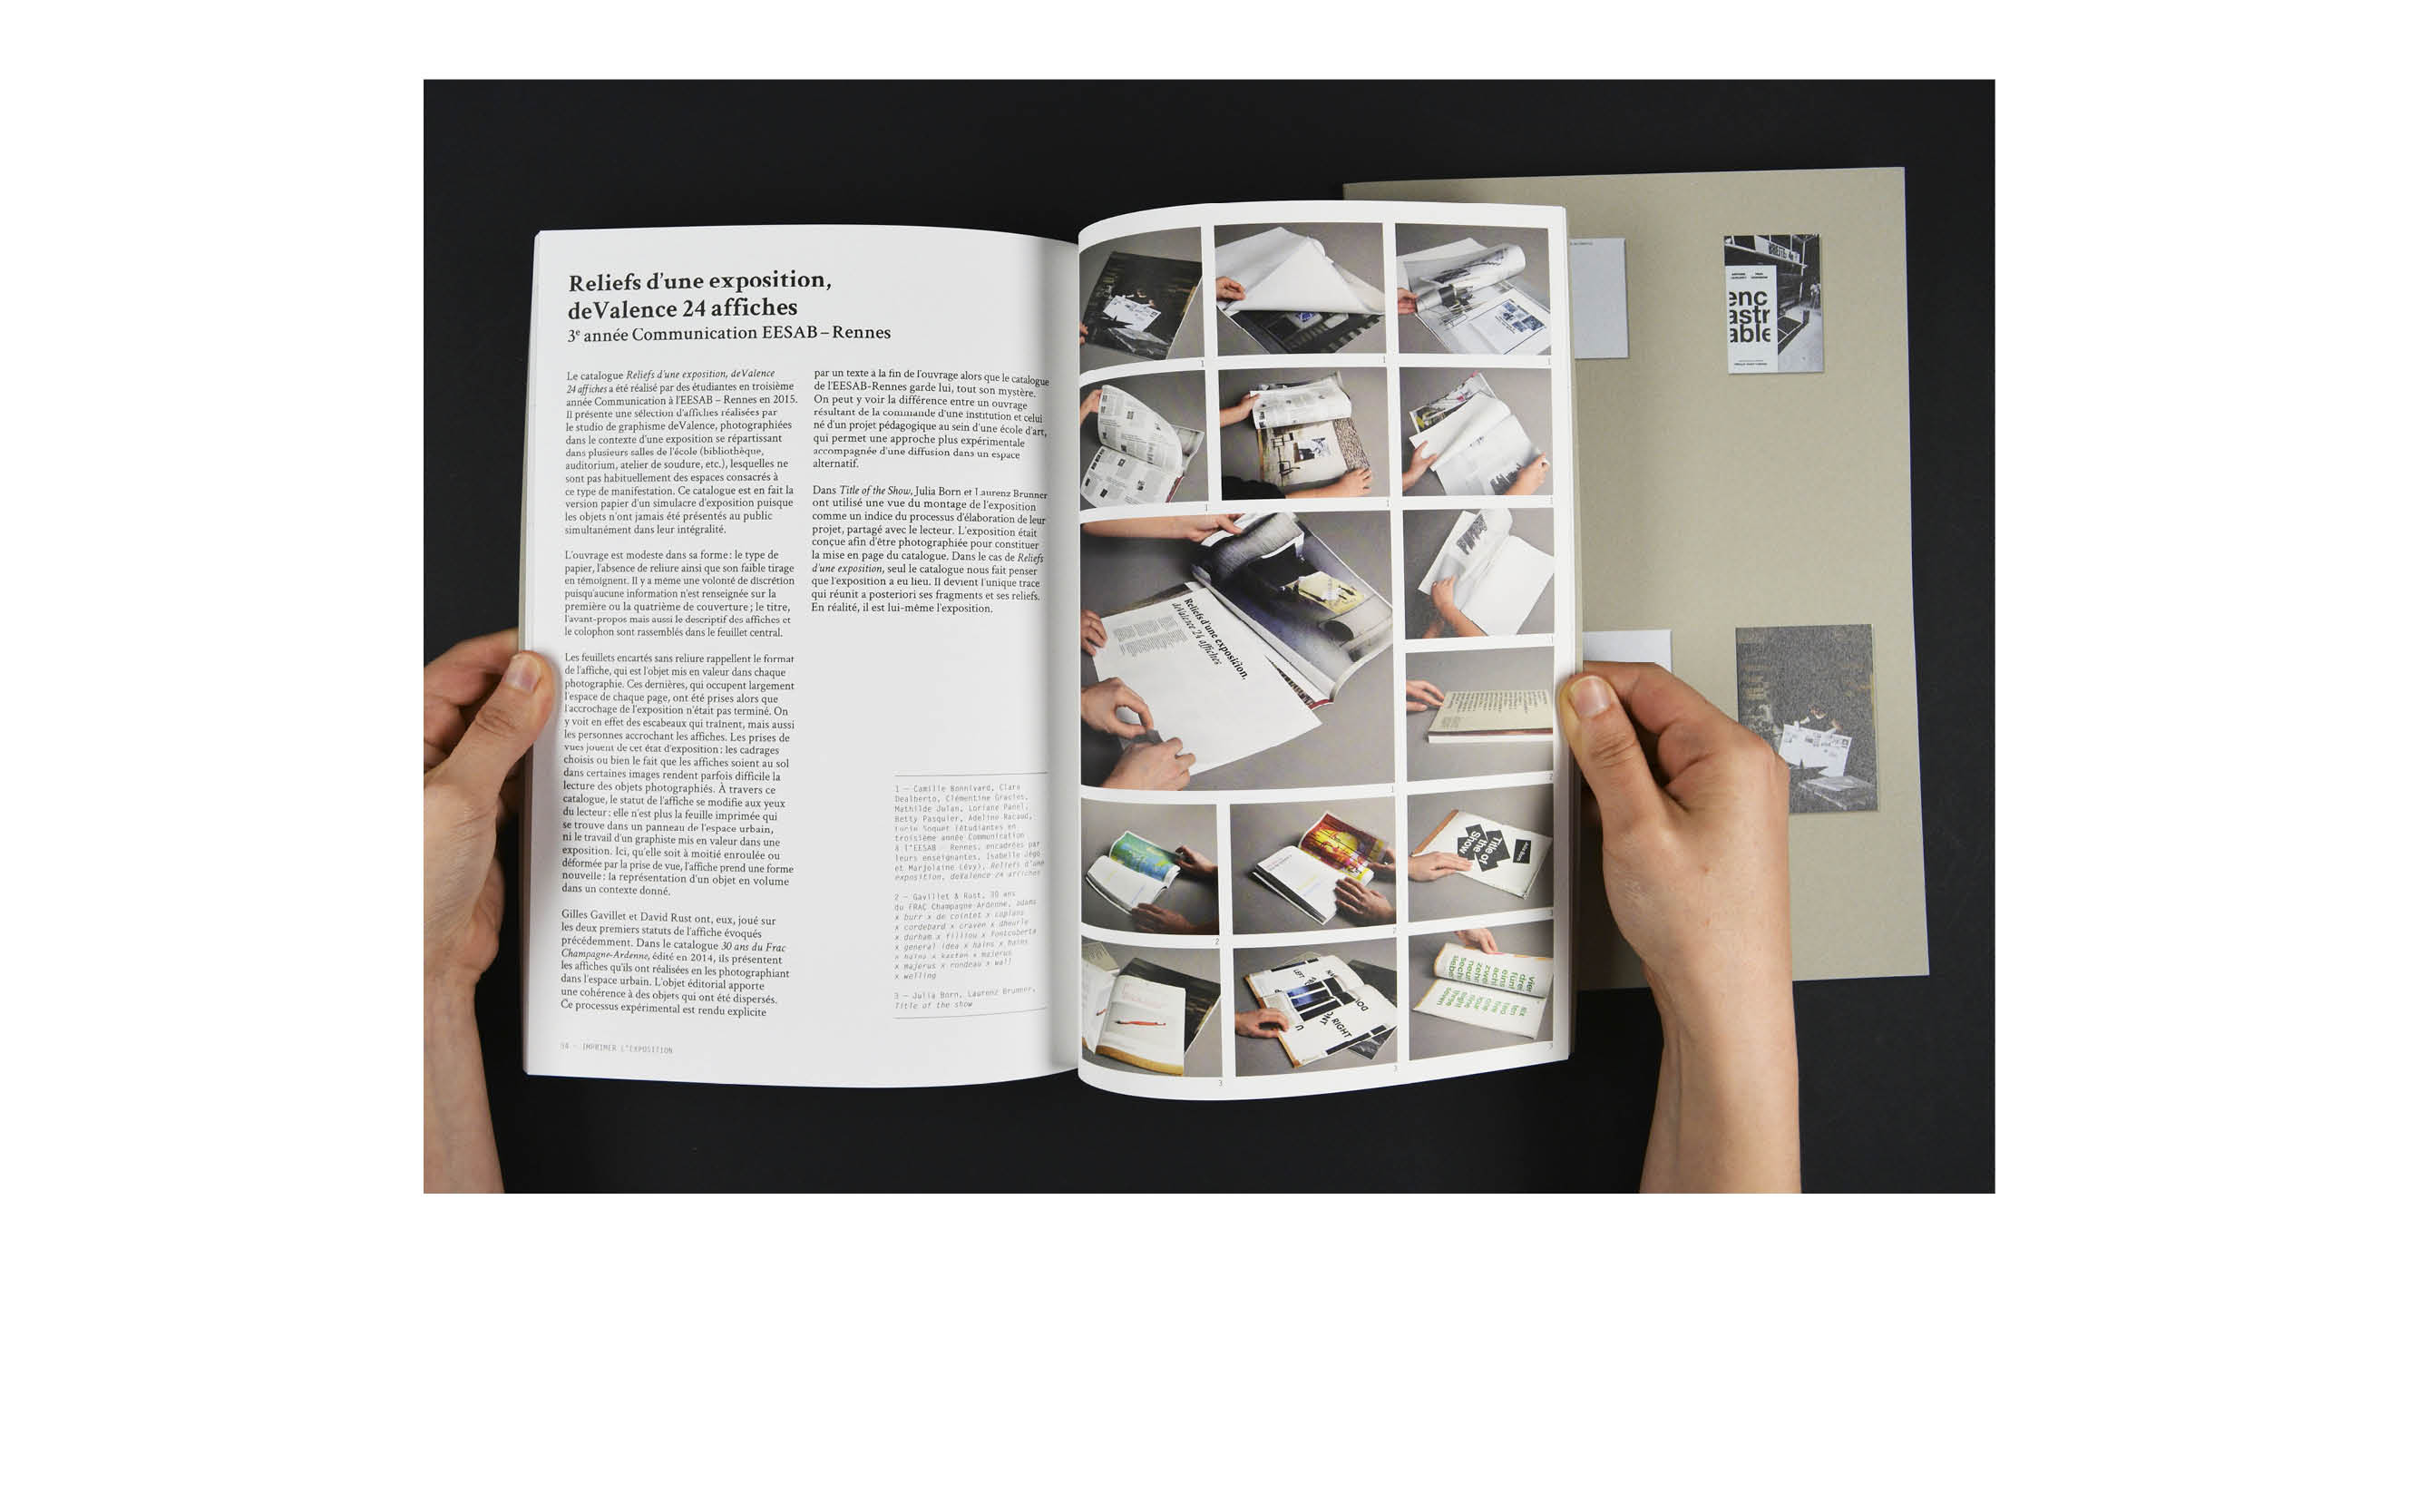 Reliefs d'une exposition,
deValence 24 affiches
3e année Communication EESAB – Rennes
Le catalogue Reliefs d'une exposition, deValence
24 affiches a été réalisé par des étudiantes en troisième
année Communication à l'EESAB – Rennes en 2015.
Il présente une sélection d'affiches réalisées par
le studio de graphisme deValence, photographiées
dans le contexte d'une exposition se répartissant
dans plusieurs salles de l'école (bibliothèque,
auditorium, atelier de soudure, etc.), lesquelles ne
sont pas habituellement des espaces consacrés à
ce type de manifestation. Ce catalogue est en fait la
version papier d'un simulacre d'exposition puisque
les objets n'ont jamais été présentés au public
simultanément dans leur intégralité.
L'ouvrage est modeste dans sa forme : le type de
papier, l'absence de reliure ainsi que son faible tirage
en témoignent. Il y a même une volonté de discrétion
puisqu'aucune information n'est renseignée sur la
première ou la quatrième de couverture ; le titre,
l'avant-propos mais aussi le descriptif des affiches et
le colophon sont rassemblés dans le feuillet central.
Les feuillets encartés sans reliure rappellent le format
de l'affiche, qui est l'objet mis en valeur dans chaque
photographie. Ces dernières, qui occupent largement
l'espace de chaque page, ont été prises alors que
l'accrochage de l'exposition n'était pas terminé. On
y voit en effet des escabeaux qui traînent, mais aussi
les personnes accrochant les affiches. Les prises de
vues jouent de cet état d'exposition : les cadrages
choisis ou bien le fait que les affiches soient au sol
dans certaines images rendent parfois difficile la
lecture des objets photographiés. À travers ce
catalogue, le statut de l'affiche se modifie aux yeux
du lecteur : elle n'est plus la feuille imprimée qui
se trouve dans un panneau de l'espace urbain,
ni le travail d'un graphiste mis en valeur dans une
exposition. Ici, qu'elle soit à moitié enroulée ou
déformée par la prise de vue, l'affiche prend une forme
nouvelle : la représentation d'un objet en volume
dans un contexte donné.
Gilles Gavillet et David Rust ont, eux, joué sur
les deux premiers statuts de l'affiche évoqués
précédemment. Dans le catalogue 30 ans du Frac
Champagne-Ardenne, édité en 2014, ils présentent
les affiches qu'ils ont réalisées en les photographiant
dans l'espace urbain. L'objet éditorial apporte
une cohérence à des objets qui ont été dispersés.
Ce processus expérimental est rendu explicite
par un texte à la fin de l'ouvrage alors que le catalogue
de l'EESAB-Rennes garde lui, tout son mystère.
On peut y voir la différence entre un ouvrage
résultant de la commande d'une institution et celui
né d'un projet pédagogique au sein d'une école d'art,
qui permet une approche plus expérimentale
accompagnée d'une diffusion dans un espace
alternatif.
Dans Title of the Show, Julia Born et Laurenz Brunner
ont utilisé une vue du montage de l'exposition
comme un indice du processus d'élaboration de leur
projet, partagé avec le lecteur. L'exposition était
conçue afin d'être photographiée pour constituer
la mise en page du catalogue. Dans le cas de Reliefs
d'une exposition, seul le catalogue nous fait penser
que l'exposition a eu lieu. Il devient l'unique trace
qui réunit a posteriori ses fragments et ses reliefs.
En réalité, il est lui-même l'exposition.
1 – Camille Bonnivard, Clara
Dealberto, Clémentine
Mathilde Julan, Loriane Panel,
Betty Pasquier, Adeline Racaud,
(étudiantes en
troisième année Communication
à l'EESAB – Rennes, encadrées par
leurs enseignantes, Isabelle Jégo
et Marjolaine Lévy), Reliefs d'une
exposition, deValence 24 affiches
2 – Gavillet & Rust, 30 ans
du FRAC Champagne-Ardenne, adams
x burr x de cointet x caplans
x cordebard x craven x dheurle
x durham x filliou x fontcuberta
x general idea x hains x hains
x majerus
x majerus x rondeau x wall
x welling
3 – Julia Born, Laurenz Brunner,
Title of the show
– IMPRIMER L'EXPOSITION
Reliefs d'une exposition,
deValence 24 affiches
Title of
the
Show
RIGHT
enc
astr
able